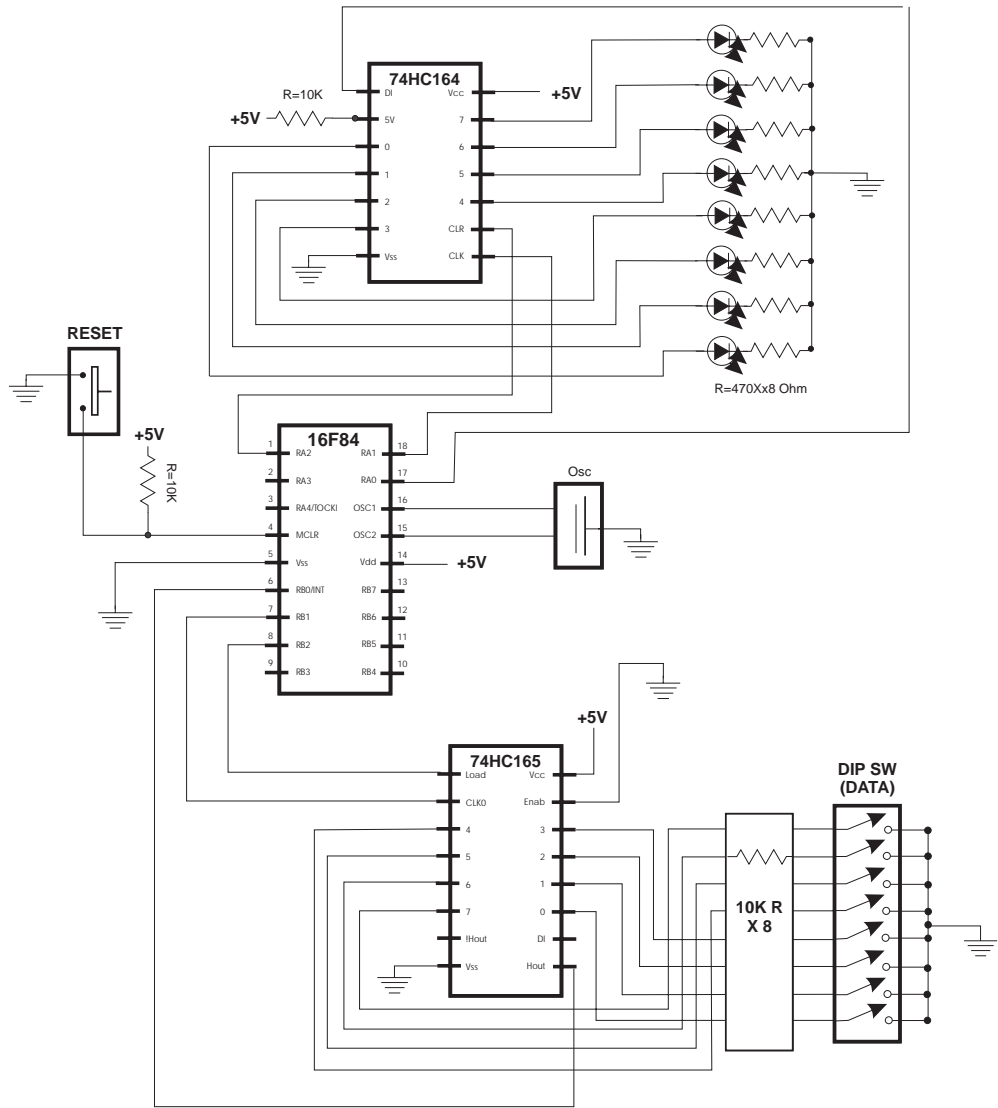 74HC164
DI
5V
0
1
2
3
Vss
Vcc
7
6
5
4
CLR
CLK
R=10K
+5V
+5V
R=470Xx8 Ohm
RESET
+5V
R=10K
16F84
1
RA2
2
RA3
3
RA4/TOCKI
4
MCLR
5
Vss
6
RB0/INT
7
RB1
8
RB2
9
RB3
18
RA1
17
RA0
16
OSC1
15
OSC2
14
Vdd
13
RB7
12
RB6
11
RB5
10
RB4
+5V
Osc
+5V
74HC165
Load
CLK0
4
5
6
7
!Hout
Vss
Vcc
Enab
3
2
1
0
DI
Hout
10K R
X 8
DIP SW
(DATA)